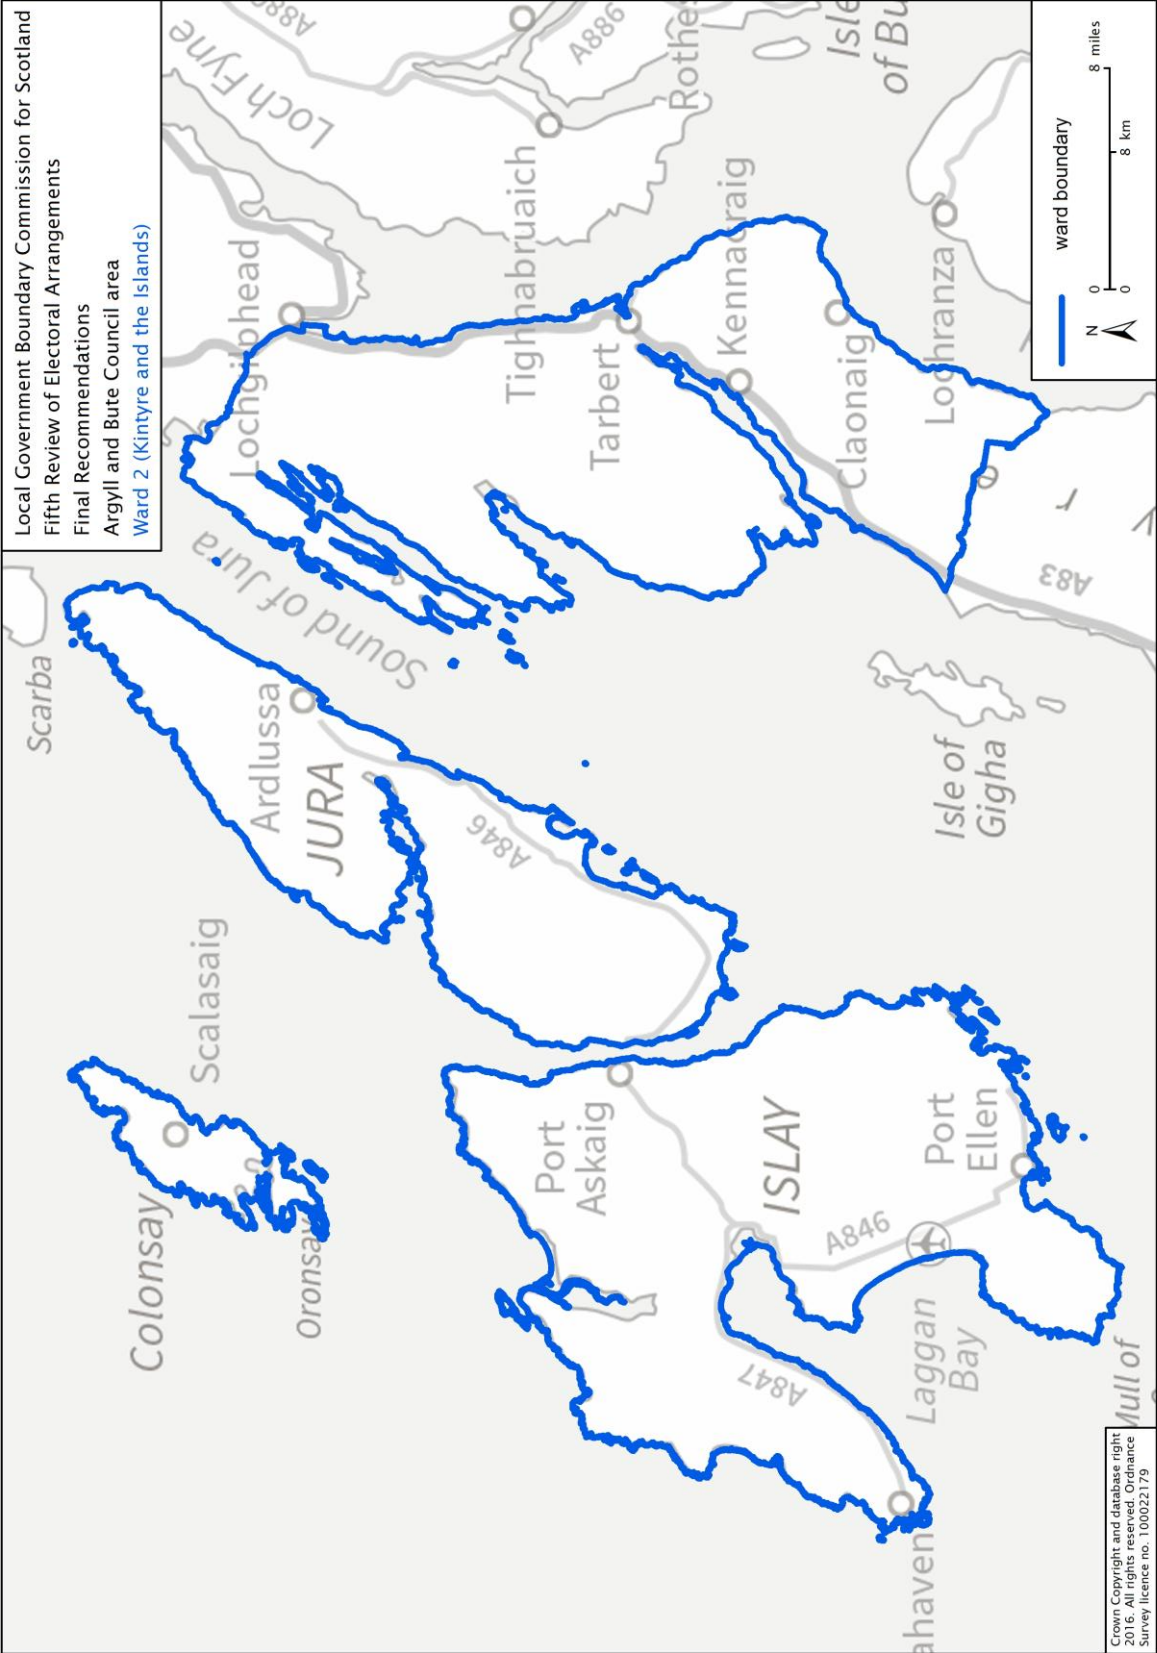 Local Government Boundary Commission for Scotland
Fifth Review of Electoral Arrangements
Final Recommendations
Argyll and Bute Council area
Ward 2 (Kintyre and the Islands)
Scarba
Loch Fyne
A886
Isle
of Bu
Rothes
Lochgilphead
Tighnabruaich
Sound of Jura
Tarbert
Kennacraig
Claonaig
Lochranza
A83
Isle of
Gigha
Ardlussa
JURA
A846
Scalasaig
Colonsay
Oronsay
Port
Askaig
ISLAY
Port
Ellen
A846
A847
Laggan
Bay
Mull of
ahaven
ward boundary
N
0 8 miles
0 8 km
Crown Copyright and database right
2016. All rights reserved. Ordnance
Survey licence no. 100022179